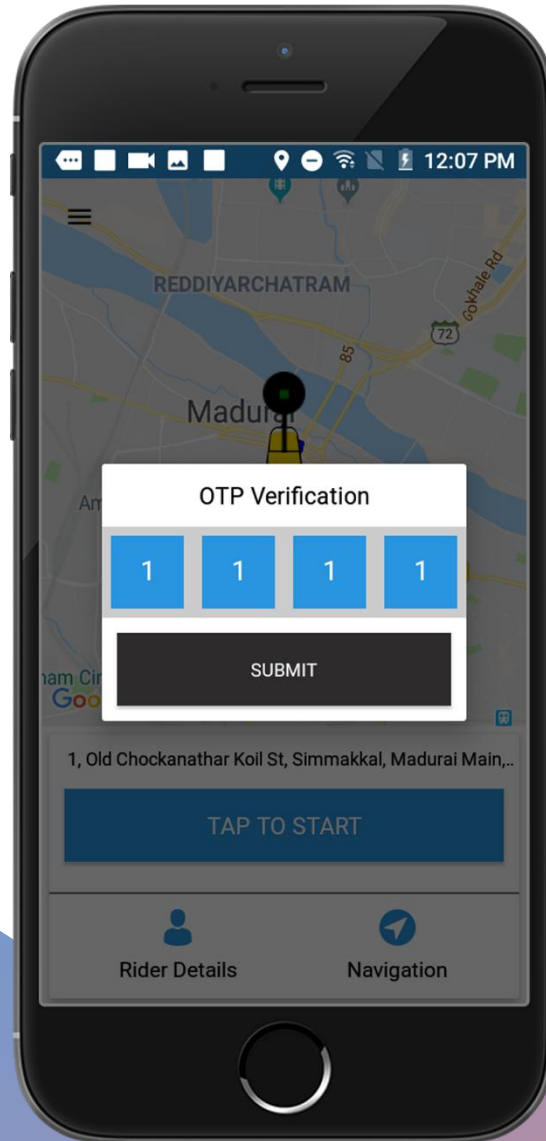 12:07 PM
REDDIYARCHATRAM
Gokhale Rd
72
85
Madurai
OTP Verification
1 1 1 1
SUBMIT
1, Old Chockanathar Koil St, Simmakkal, Madurai Main,..
TAP TO START
Rider Details Navigation